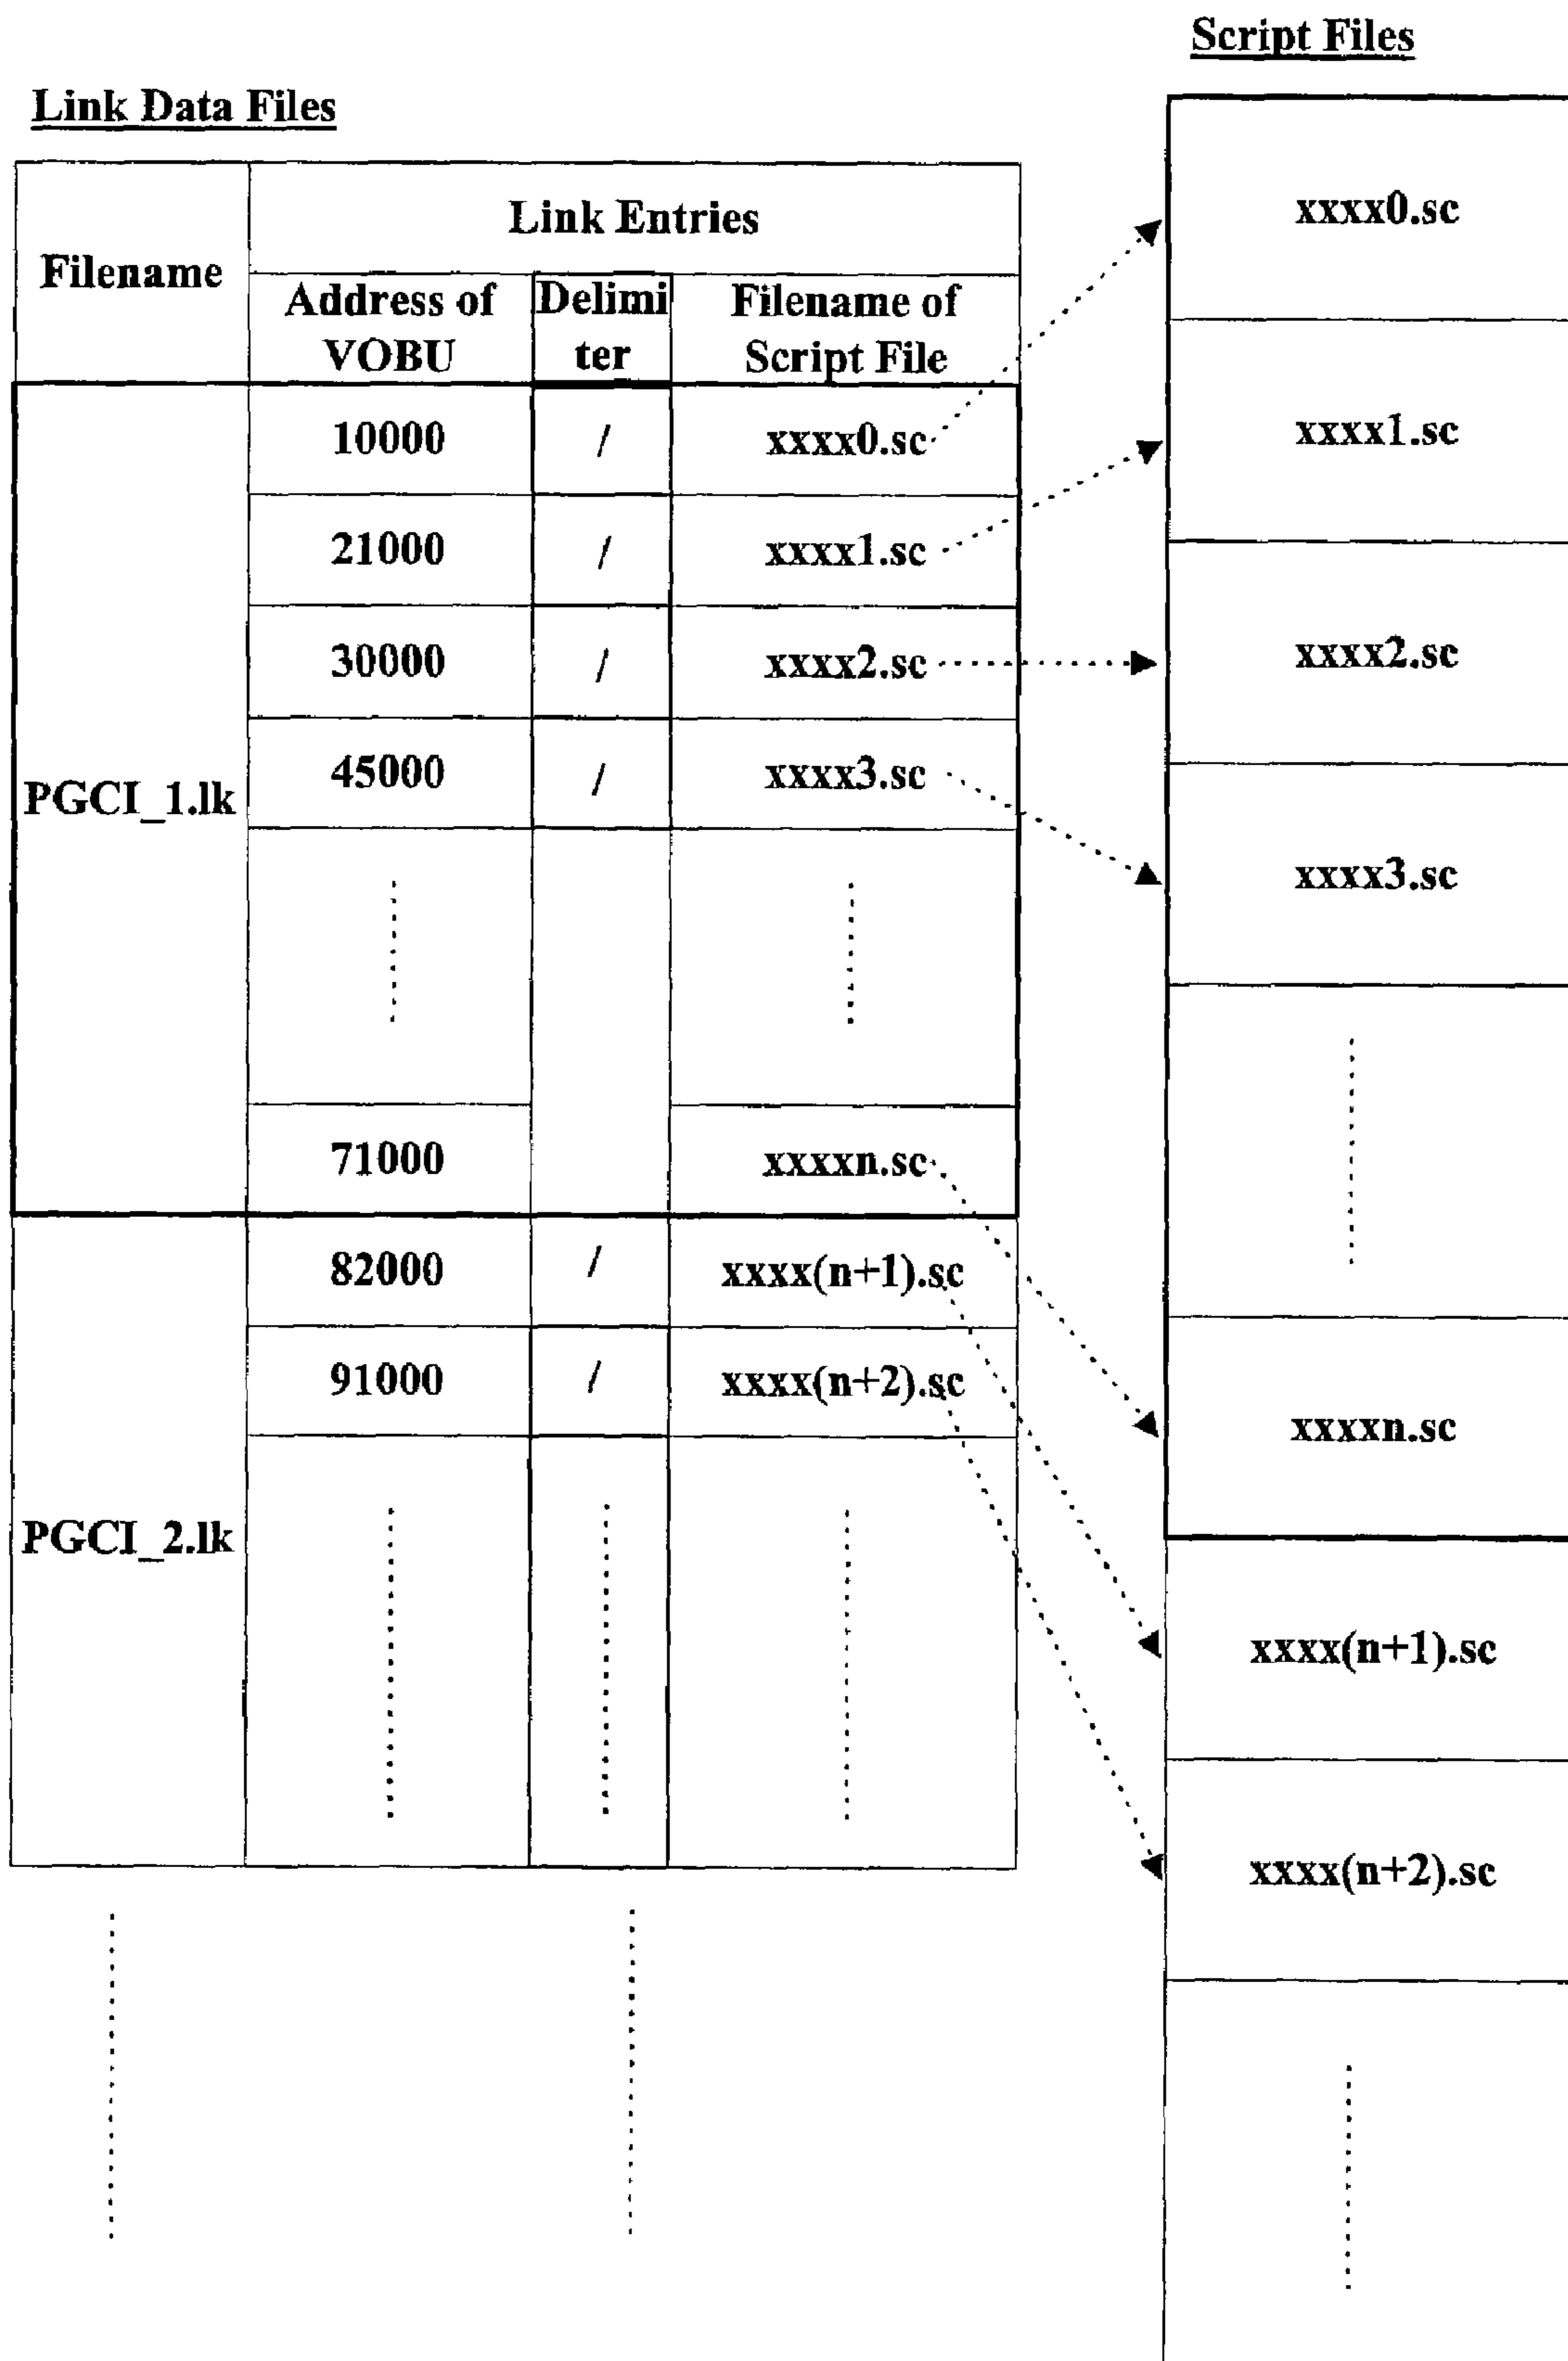 Script Files
Link Data Files
Filename
Link Entries
Address of
VOBU
Delimi
ter
Filename of
Script File
PGCI_1.lk
10000 / xxxx0.sc
21000 / xxxx1.sc
30000 / xxxx2.sc
45000 / xxxx3.sc
71000 xxxxn.sc
PGCI_2.lk
82000 / xxxx(n+1).sc
91000 / xxxx(n+2).sc
xxxx0.sc
xxxx1.sc
xxxx2.sc
xxxx3.sc
xxxxn.sc
xxxx(n+1).sc
xxxx(n+2).sc